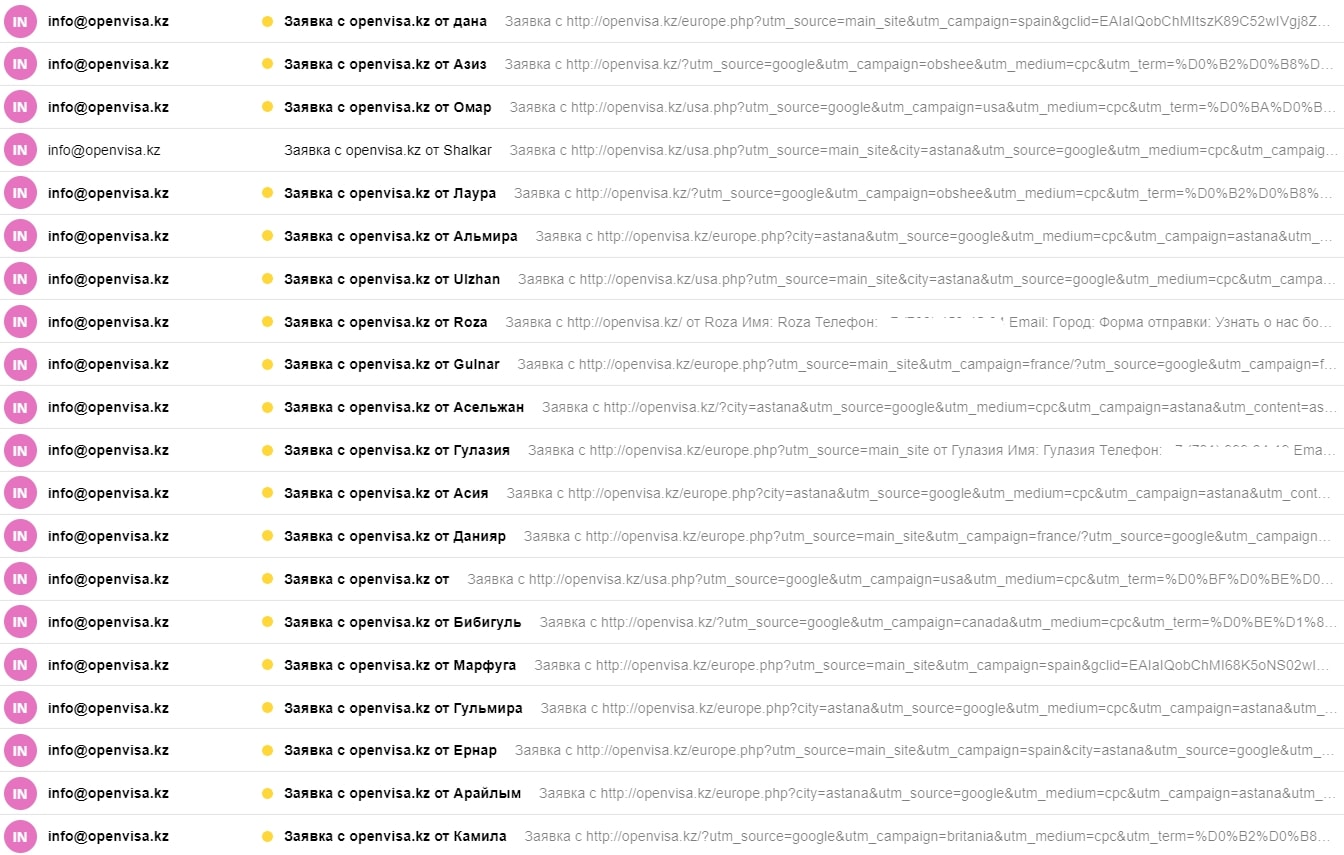 IN info@openvisa.kz Заявка с openvisa.kz от дана Заявка с http://openvisa.kz/europe.php?utm_source=main_site&utm_campaign=spain&gclid=EAIaIQobChMItszK89C52wIVgj8Z...
IN info@openvisa.kz Заявка с openvisa.kz от Азиз Заявка с http://openvisa.kz/?utm_source=google&utm_campaign=obshee&utm_medium=cpc&utm_term=%D0%B2%D0%B8%D...
IN info@openvisa.kz Заявка с openvisa.kz от Омар Заявка с http://openvisa.kz/usa.php?utm_source=google&utm_campaign=usa&utm_medium=cpc&utm_term=%D0%BA%D0%B...
IN info@openvisa.kz Заявка с openvisa.kz от Shalkar Заявка с http://openvisa.kz/usa.php?utm_source=main_site&city=astana&utm_source=google&utm_medium=cpc&utm_campaig...
IN info@openvisa.kz Заявка с openvisa.kz от Лаура Заявка с http://openvisa.kz/?utm_source=google&utm_campaign=obshee&utm_medium=cpc&utm_term=%D0%B2%D0%B8%...
IN info@openvisa.kz Заявка с openvisa.kz от Альмира Заявка с http://openvisa.kz/europe.php?city=astana&utm_source=google&utm_medium=cpc&utm_campaign=astana&utm_...
IN info@openvisa.kz Заявка с openvisa.kz от Ulzhan Заявка с http://openvisa.kz/usa.php?utm_source=main_site&city=astana&utm_source=google&utm_medium=cpc&utm_campa...
IN info@openvisa.kz Заявка с openvisa.kz от Roza Заявка с http://openvisa.kz/ от Roza Имя: Roza Телефон: Email: Город: Форма отправки: Узнать о нас бо...
IN info@openvisa.kz Заявка с openvisa.kz от Gulnar Заявка с http://openvisa.kz/europe.php?utm_source=main_site&utm_campaign=france/?utm_source=google&utm_campaign=f...
IN info@openvisa.kz Заявка с openvisa.kz от Асельжан Заявка с http://openvisa.kz/?city=astana&utm_source=google&utm_medium=cpc&utm_campaign=astana&utm_content=as...
IN info@openvisa.kz Заявка с openvisa.kz от Гулазия Заявка с http://openvisa.kz/europe.php?utm_source=main_site от Гулазия Имя: Гулазия Телефон: Ema...
IN info@openvisa.kz Заявка с openvisa.kz от Асия Заявка с http://openvisa.kz/europe.php?city=astana&utm_source=google&utm_medium=cpc&utm_campaign=astana&utm_cont...
IN info@openvisa.kz Заявка с openvisa.kz от Данияр Заявка с http://openvisa.kz/europe.php?utm_source=main_site&utm_campaign=france/?utm_source=google&utm_campaign...
IN info@openvisa.kz Заявка с openvisa.kz от Заявка с http://openvisa.kz/usa.php?utm_source=google&utm_campaign=usa&utm_medium=cpc&utm_term=%D0%BF%D0%BE%D0...
IN info@openvisa.kz Заявка с openvisa.kz от Бибигуль Заявка с http://openvisa.kz/?utm_source=google&utm_campaign=canada&utm_medium=cpc&utm_term=%D0%BE%D1%8...
IN info@openvisa.kz Заявка с openvisa.kz от Марфуга Заявка с http://openvisa.kz/europe.php?utm_source=main_site&utm_campaign=spain&gclid=EAIaIQobChMI68K5oNS02wI...
IN info@openvisa.kz Заявка с openvisa.kz от Гульмира Заявка с http://openvisa.kz/europe.php?city=astana&utm_source=google&utm_medium=cpc&utm_campaign=astana&utm_...
IN info@openvisa.kz Заявка с openvisa.kz от Ернар Заявка с http://openvisa.kz/europe.php?utm_source=main_site&utm_campaign=spain&city=astana&utm_source=google&utm_...
IN info@openvisa.kz Заявка с openvisa.kz от Арайлым Заявка с http://openvisa.kz/europe.php?city=astana&utm_source=google&utm_medium=cpc&utm_campaign=astana&utm_...
IN info@openvisa.kz Заявка с openvisa.kz от Камила Заявка с http://openvisa.kz/?utm_source=google&utm_campaign=britania&utm_medium=cpc&utm_term=%D0%B2%D0%B8...